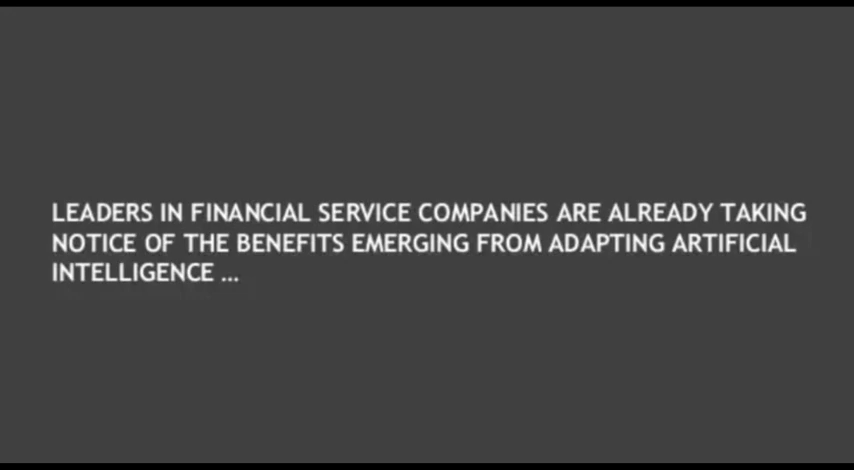 LEADERS IN FINANCIAL SERVICE COMPANIES ARE ALREADY TAKING
NOTICE OF THE BENEFITS EMERGING FROM ADAPTING ARTIFICIAL
INTELLIGENCE ...